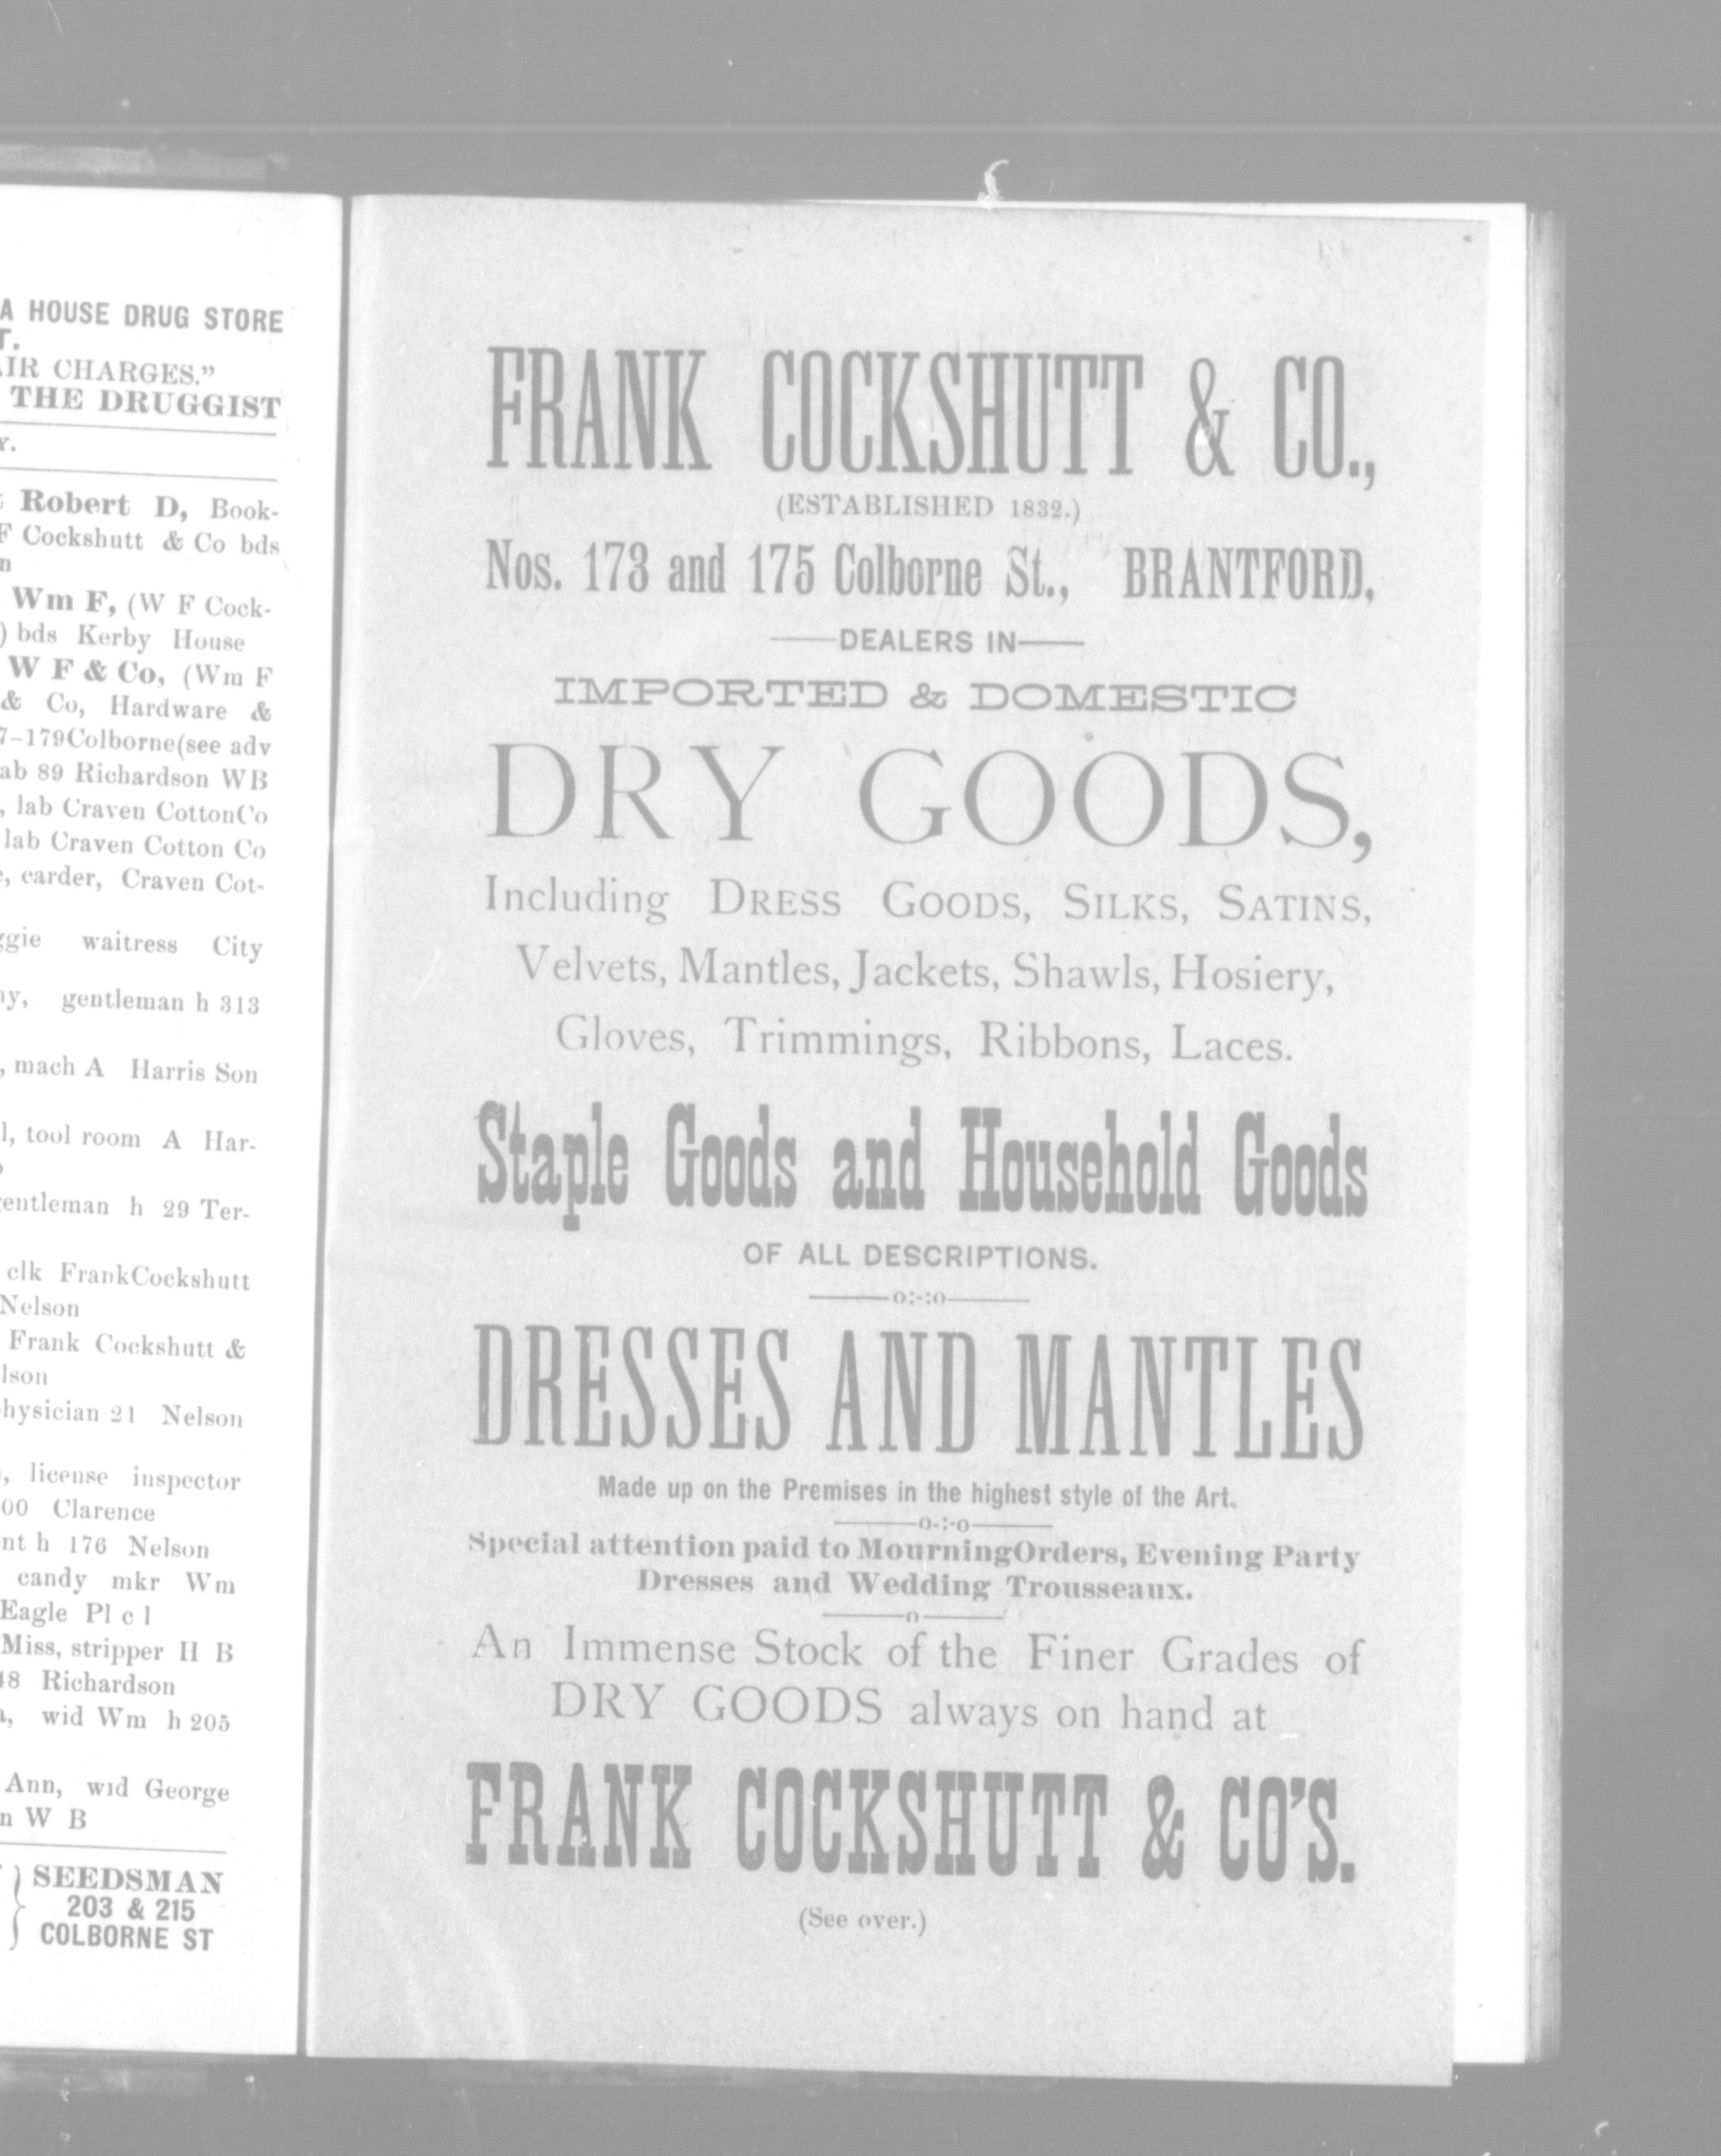 A HOUSE DRUG STORE
T.
AIR CHARGES."
THE DRUGGIST
Y.
Robert D, Book-
F Cockshutt & Co bds
n
Wm F, (W F Cock-
) bds Kerby House
W F & Co, (Wm F
& Co, Hardware &
7-179Colborne(see adv
ab 89 Richardson WB
, lab Craven CottonCo
lab Craven Cotton Co
e, carder, Craven Cot-
ggie waitress City
ny, gentleman h 313
, mach A Harris Son
l, tool room A Har-
gentleman h 29 Ter-
clk FrankCockshutt
Nelson
Frank Cockshutt &
lson
hysician 21 Nelson
, license inspector
00 Clarence
nt h 176 Nelson
candy mkr Wm
Eagle Pl c l
Miss, stripper H B
48 Richardson
a, wid Wm h 205
Ann, wid George
n W B
SEEDSMAN
203 & 215
COLBORNE ST
FRANK COCKSHUTT & CO.,
(ESTABLISHED 1832.)
Nos. 173 and 175 Colborne St., BRANTFORD,
——DEALERS IN——
IMPORTED & DOMESTIC
DRY GOODS,
Including DRESS GOODS, SILKS, SATINS,
Velvets, Mantles, Jackets, Shawls, Hosiery,
Gloves, Trimmings, Ribbons, Laces.
Staple Goods and Household Goods
OF ALL DESCRIPTIONS.
——o:-:o——
DRESSES AND MANTLES
Made up on the Premises in the highest style of the Art.
——o-:-o——
Special attention paid to MourningOrders, Evening Party
Dresses and Wedding Trousseaux.
——o——
An Immense Stock of the Finer Grades of
DRY GOODS always on hand at
FRANK COCKSHUTT & CO'S.
(See over.)